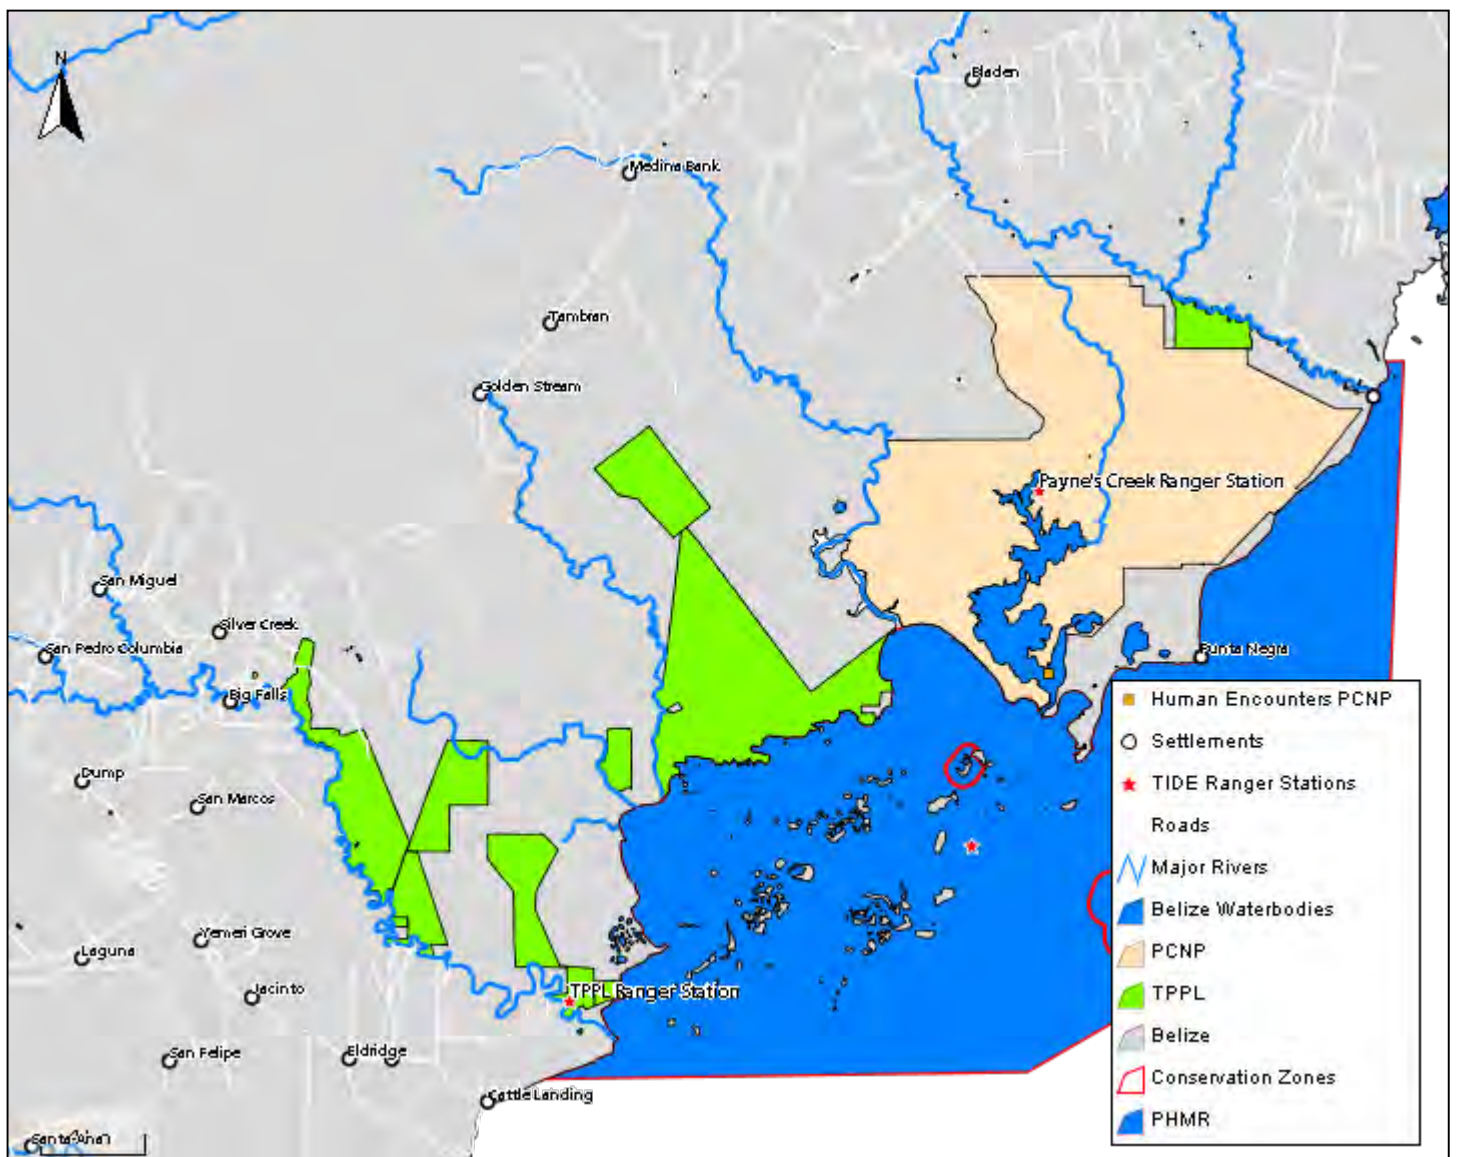 N
Bladen
Medina Bank
Tambran
Golden Stream
Payne's Creek Ranger Station
San Miguel
Silver Creek
San Pedro Columbia
Big Falls
Punta Negra
Dump
San Marcos
Yemeri Grove
Laguna
Jacinto
TPPL Ranger Station
San Felipe
Eldridge
Cattle Landing
Santa Ana
Human Encounters PCNP
Settlements
TIDE Ranger Stations
Roads
Major Rivers
Belize Waterbodies
PCNP
TPPL
Belize
Conservation Zones
PHMR